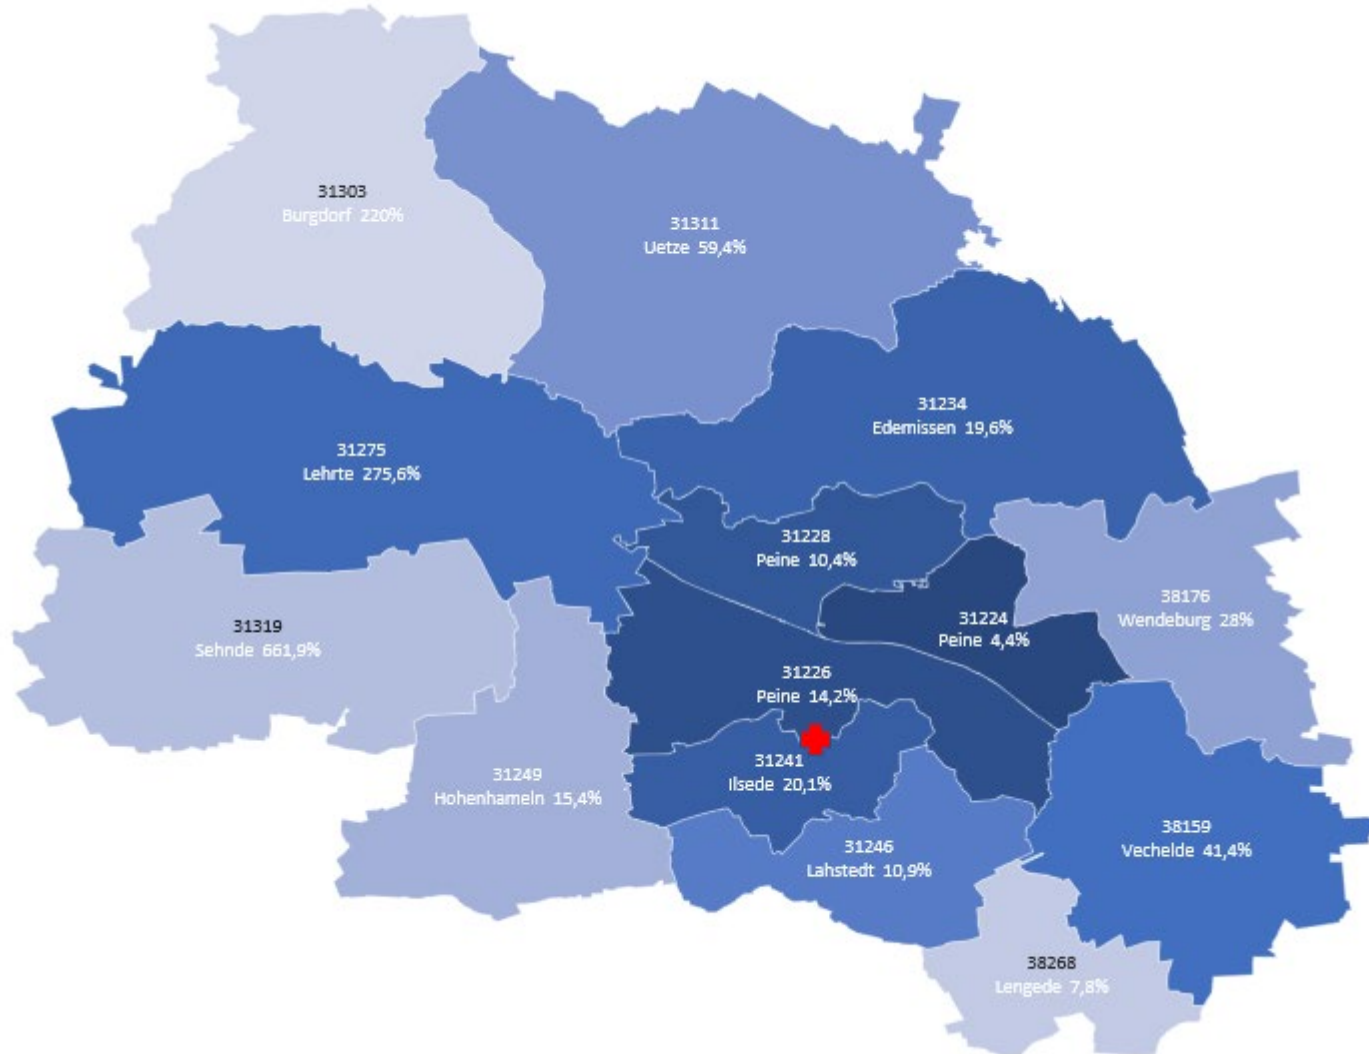 31303
Burgdorf 220%
31311
Uetze 59,4%
31234
Edemissen 19,6%
31275
Lehrte 275,6%
31228
Peine 10,4%
38176
Wendeburg 28%
31224
Peine 4,4%
31319
Sehnde 661,9%
31226
Peine 14,2%
31241
Ilsede 20,1%
31249
Hohenhameln 15,4%
38159
Vechelde 41,4%
31246
Lahstedt 10,9%
38268
Lengede 7,8%